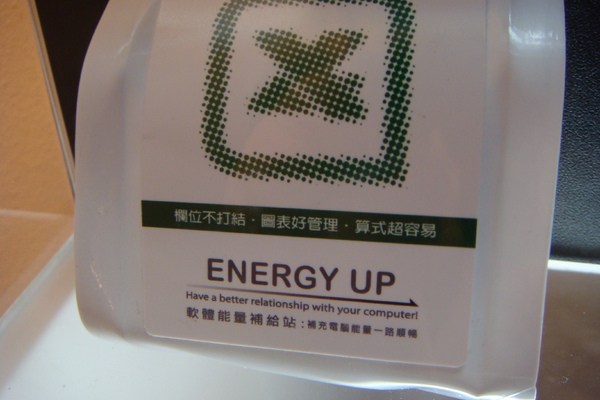 欄位不打結·圖表好管理·算式超容易
ENERGY UP
Have a better relationship with your computer!
軟體能量補給站:補充電腦能量一路順暢